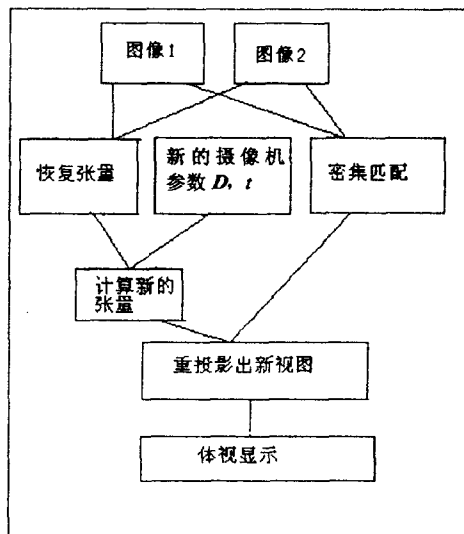 图像1
图像2
恢复张量
新的摄像机
参数D, t
密集匹配
计算新的
张量
重投影出新视图
体视显示